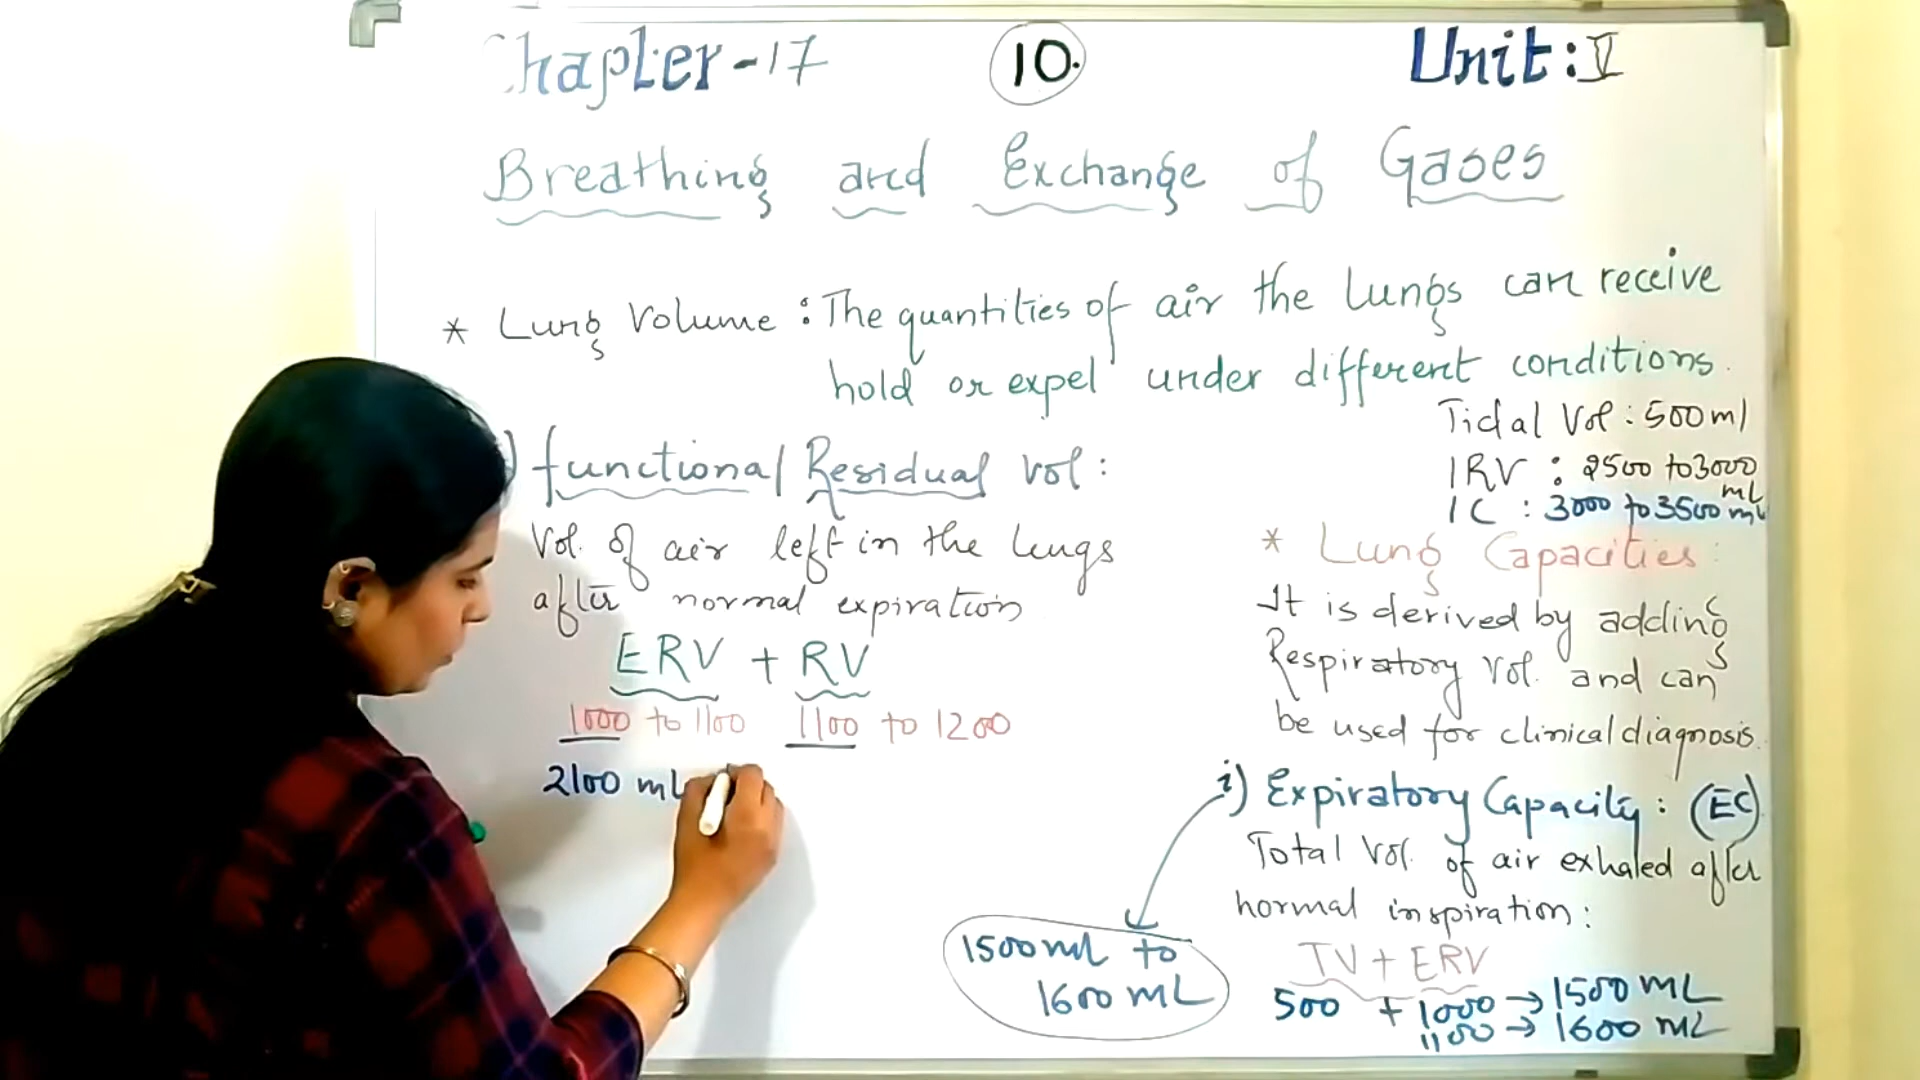 Chapter-17
10.
Unit: V
Breathing and Exchange of Gases
* Lung Volume : The quantities of air the lungs can receive
hold or expel under different conditions.
) functional Residual vol :
Vol. of air left in the lungs
after normal expiration
ERV + RV
1000 to 1100 1100 to 1200
2100 mL
Tidal Vol : 500ml
IRV : 2500 to 3000
mL
IC : 3000 to 3500 mL
* Lung Capacities :
It is derived by adding
Respiratory vol. and can
be used for clinical diagnosis.
i) Expiratory Capacity : (EC)
Total Vol. of air exhaled after
normal inspiration :
TV + ERV
500 + 1000 → 1500 mL
1100 → 1600 mL
1500 ml to
1600 mL